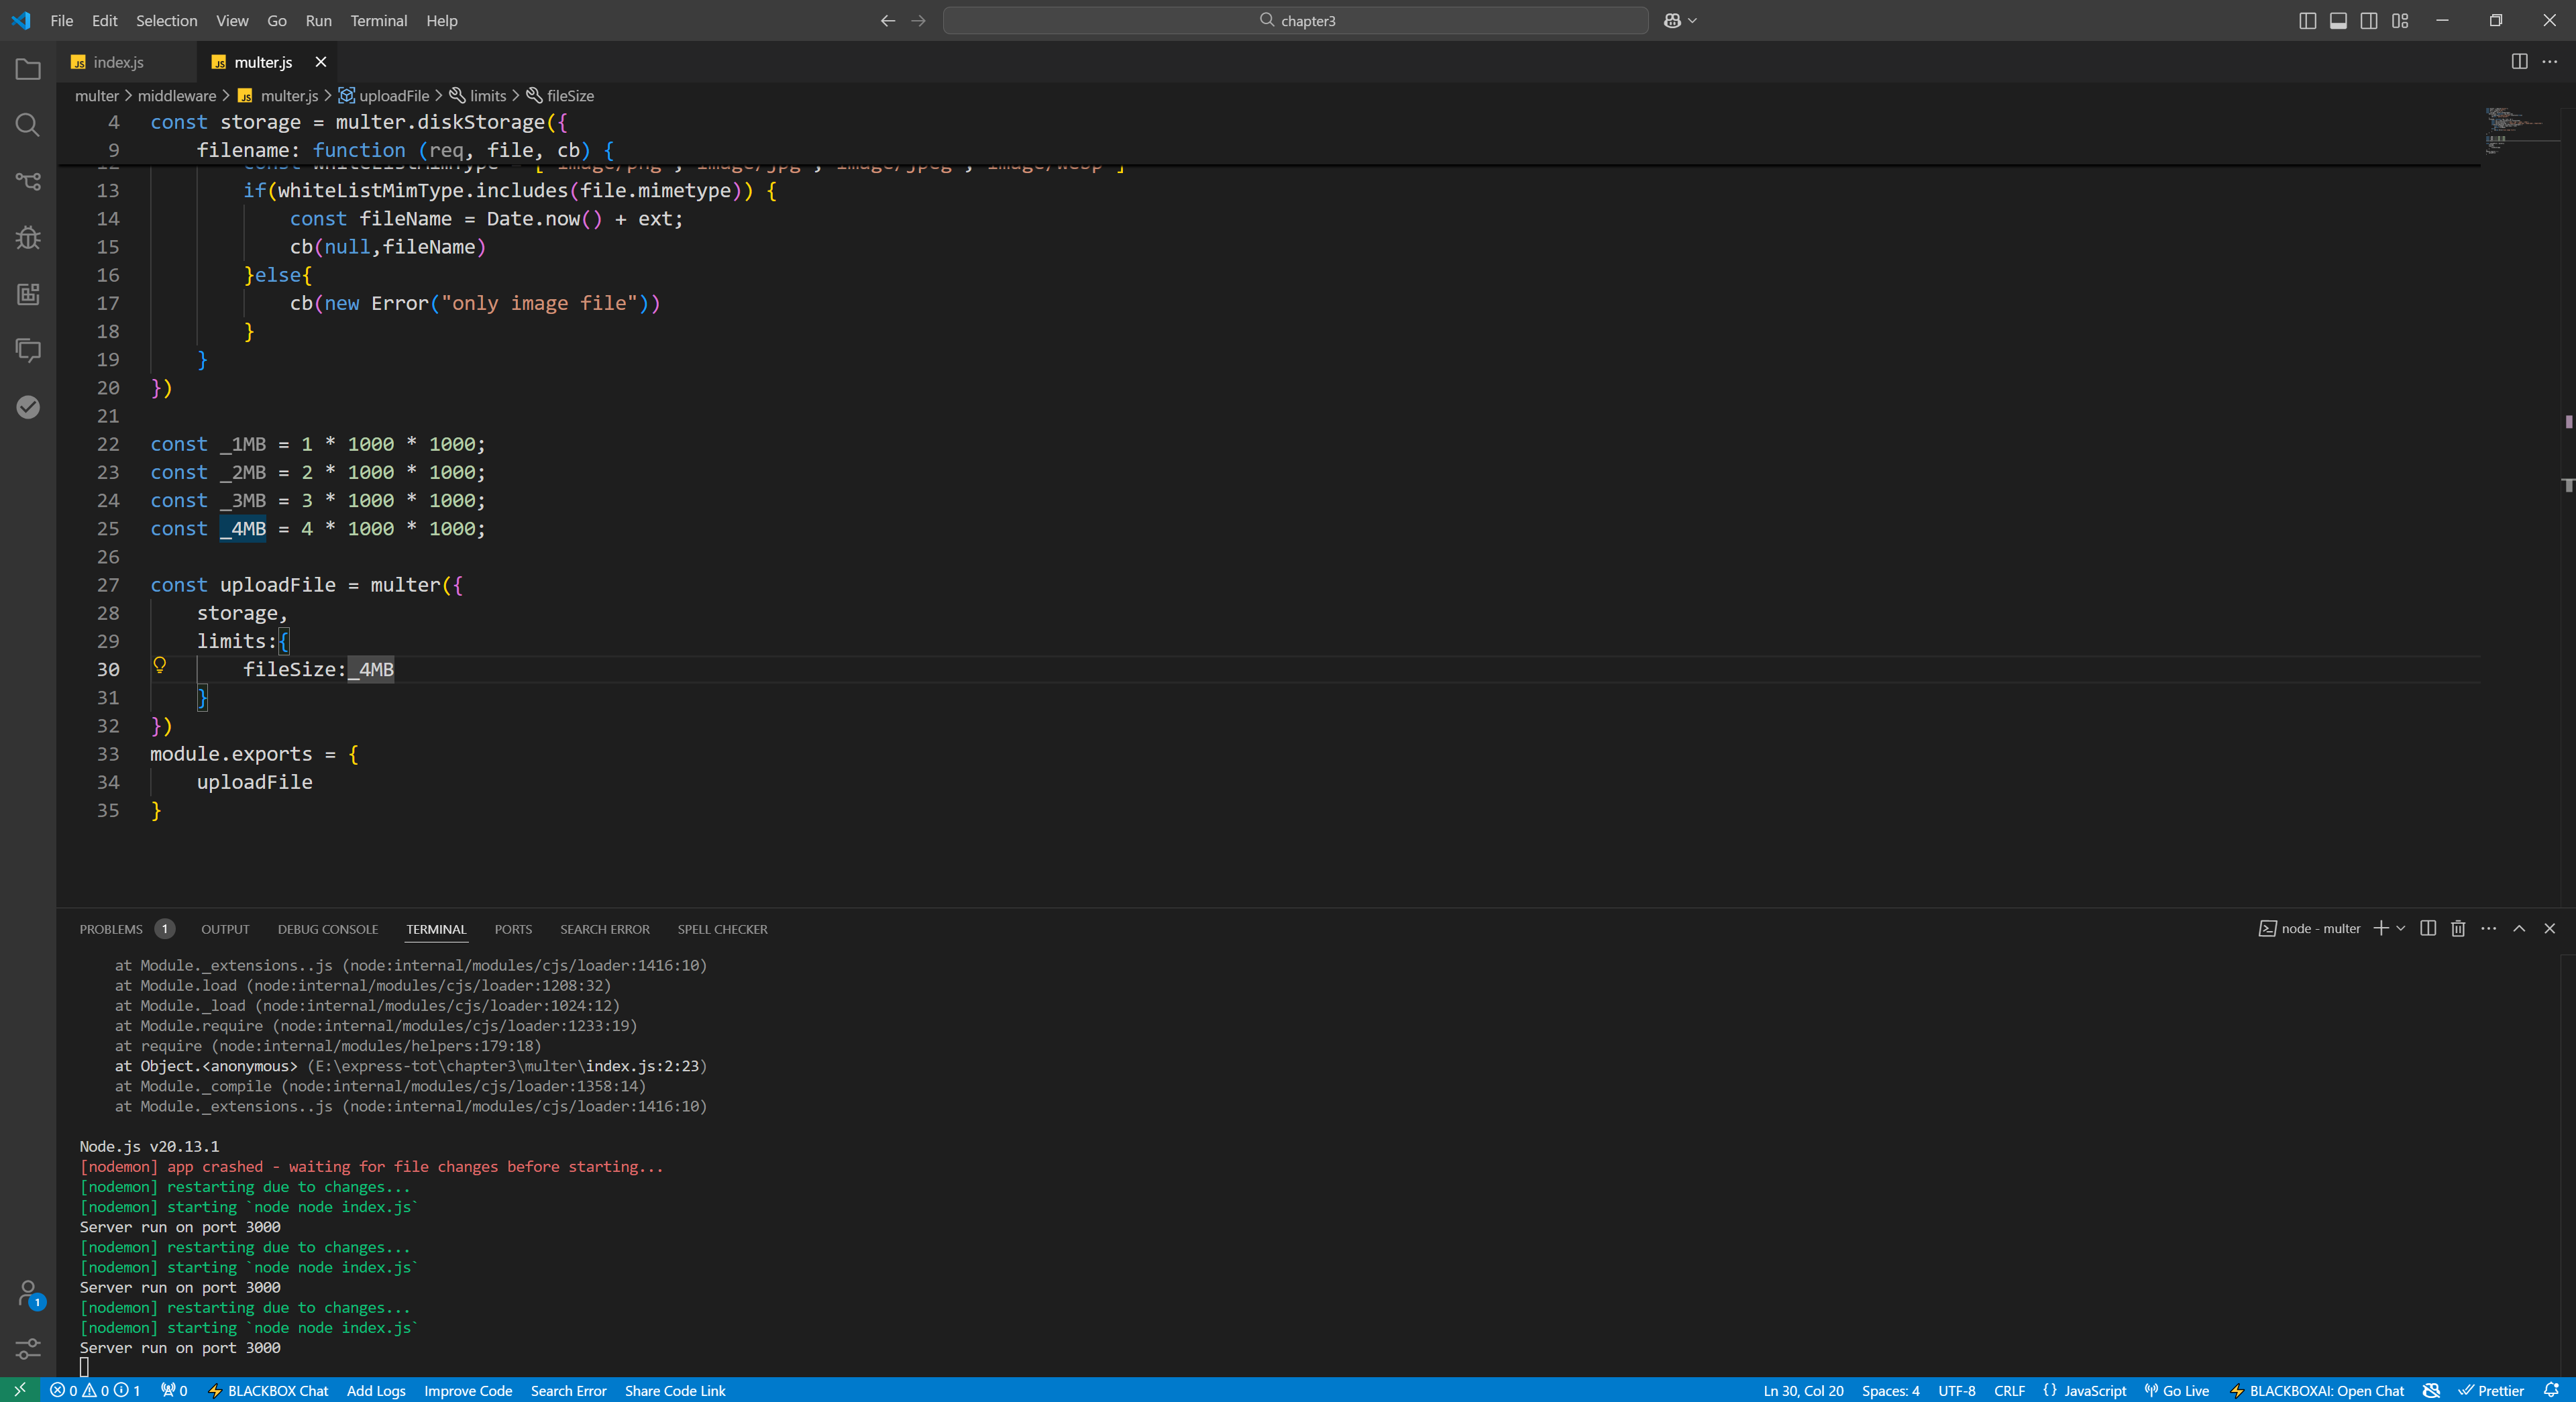 File Edit Selection View Go Run Terminal Help
chapter3
JS index.js
JS multer.js
multer > middleware > JS multer.js > uploadFile > limits > fileSize
4 const storage = multer.diskStorage({
9 filename: function (req, file, cb) {
12 const whiteListMimType = ["image/png", "image/jpg", "image/jpeg", "image/webp"]
13 if(whiteListMimType.includes(file.mimetype)) {
14 const fileName = Date.now() + ext;
15 cb(null,fileName)
16 }else{
17 cb(new Error("only image file"))
18 }
19 }
20 })
21
22 const _1MB = 1 * 1000 * 1000;
23 const _2MB = 2 * 1000 * 1000;
24 const _3MB = 3 * 1000 * 1000;
25 const _4MB = 4 * 1000 * 1000;
26
27 const uploadFile = multer({
28 storage,
29 limits:{
30 fileSize:_4MB
31 }
32 })
33 module.exports = {
34 uploadFile
35 }
PROBLEMS 1 OUTPUT DEBUG CONSOLE TERMINAL PORTS SEARCH ERROR SPELL CHECKER
node - multer
at Module._extensions..js (node:internal/modules/cjs/loader:1416:10)
at Module.load (node:internal/modules/cjs/loader:1208:32)
at Module._load (node:internal/modules/cjs/loader:1024:12)
at Module.require (node:internal/modules/cjs/loader:1233:19)
at require (node:internal/modules/helpers:179:18)
at Object.<anonymous> (E:\express-tot\chapter3\multer\index.js:2:23)
at Module._compile (node:internal/modules/cjs/loader:1358:14)
at Module._extensions..js (node:internal/modules/cjs/loader:1416:10)
Node.js v20.13.1
[nodemon] app crashed - waiting for file changes before starting...
[nodemon] restarting due to changes...
[nodemon] starting `node node index.js`
Server run on port 3000
[nodemon] restarting due to changes...
[nodemon] starting `node node index.js`
Server run on port 3000
[nodemon] restarting due to changes...
[nodemon] starting `node node index.js`
Server run on port 3000
1
0 0 1 0 BLACKBOX Chat Add Logs Improve Code Search Error Share Code Link
Ln 30, Col 20 Spaces: 4 UTF-8 CRLF {} JavaScript Go Live BLACKBOXAI: Open Chat Prettier